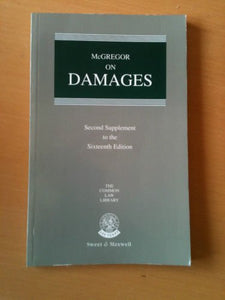 McGREGOR
ON
DAMAGES
Second Supplement
to the
Sixteenth Edition
THE
COMMON
LAW
LIBRARY
Sweet & Maxwell